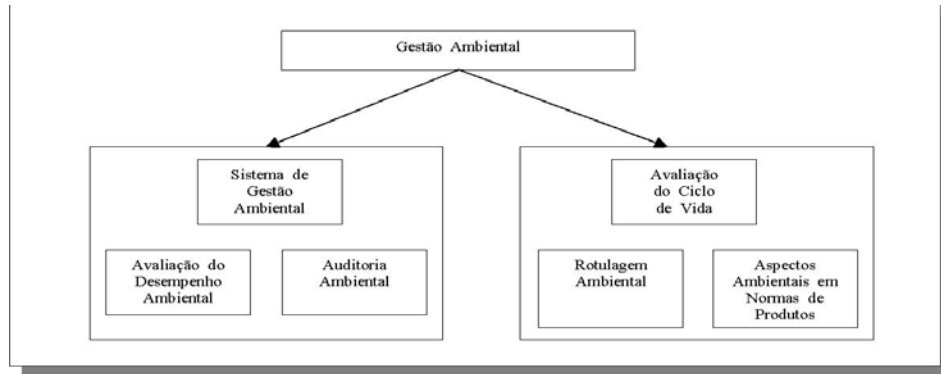 Gestão Ambiental
Sistema de
Gestão
Ambiental
Avaliação do
Desempenho
Ambiental
Auditoria
Ambiental
Avaliação
do Ciclo
de Vida
Rotulagem
Ambiental
Aspectos
Ambientais em
Normas de
Produtos